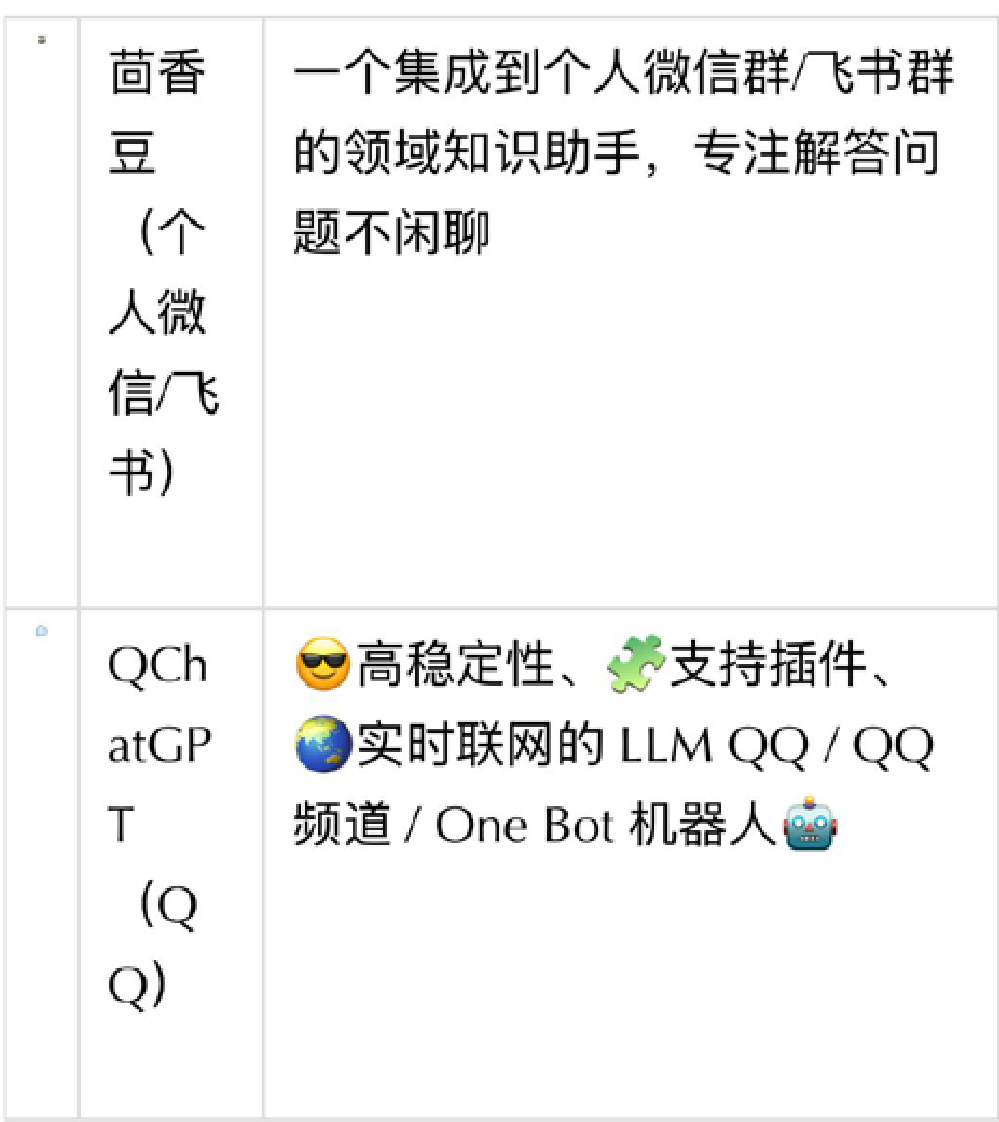 茴香
豆
（个
人微
信/飞
书）
一个集成到个人微信群/飞书群
的领域知识助手，专注解答问
题不闲聊
QCh
atGP
T
（Q
Q）
😎高稳定性、🧩支持插件、
🌏实时联网的 LLM QQ / QQ
频道 / One Bot 机器人🤖